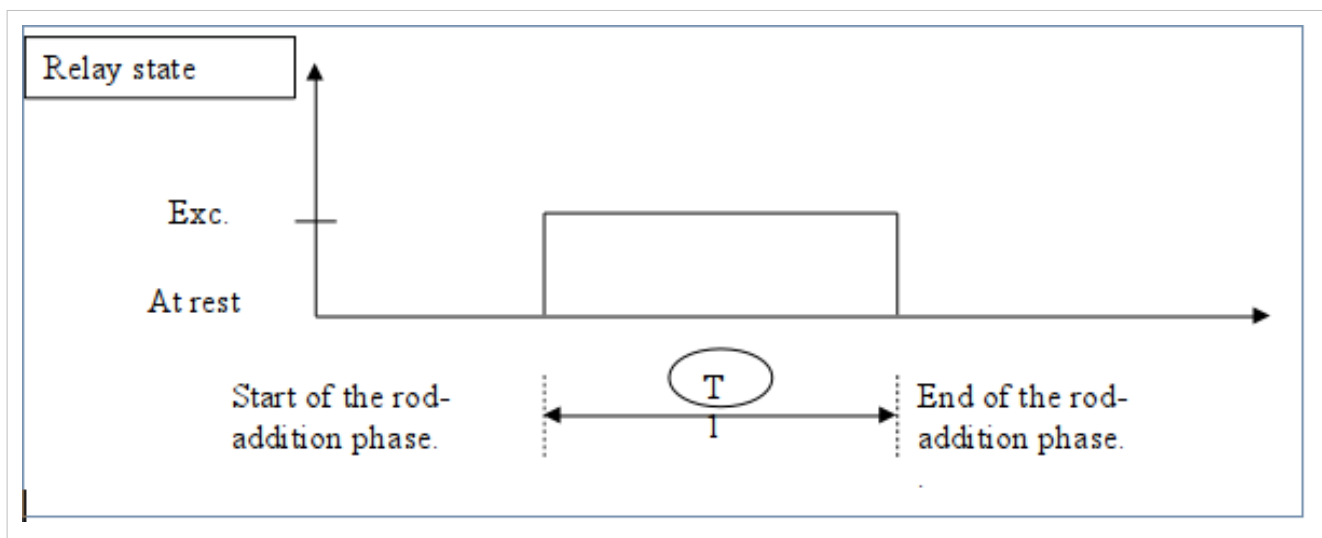 Relay state
Exc.
At rest
T
1
Start of the rod-
addition phase.
End of the rod-
addition phase.
.